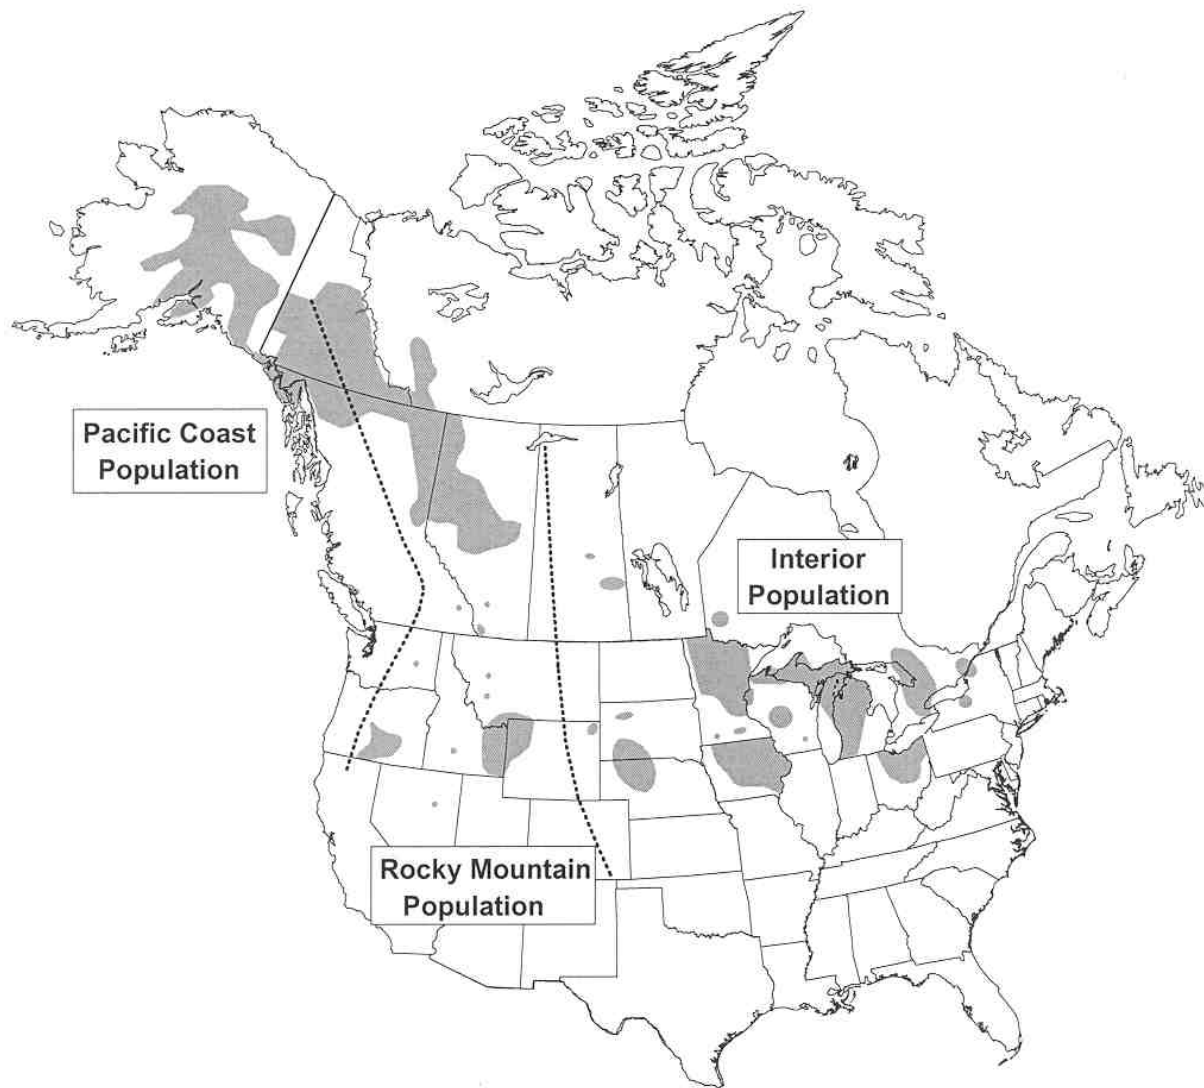 Pacific Coast
Population
Interior
Population
Rocky Mountain
Population